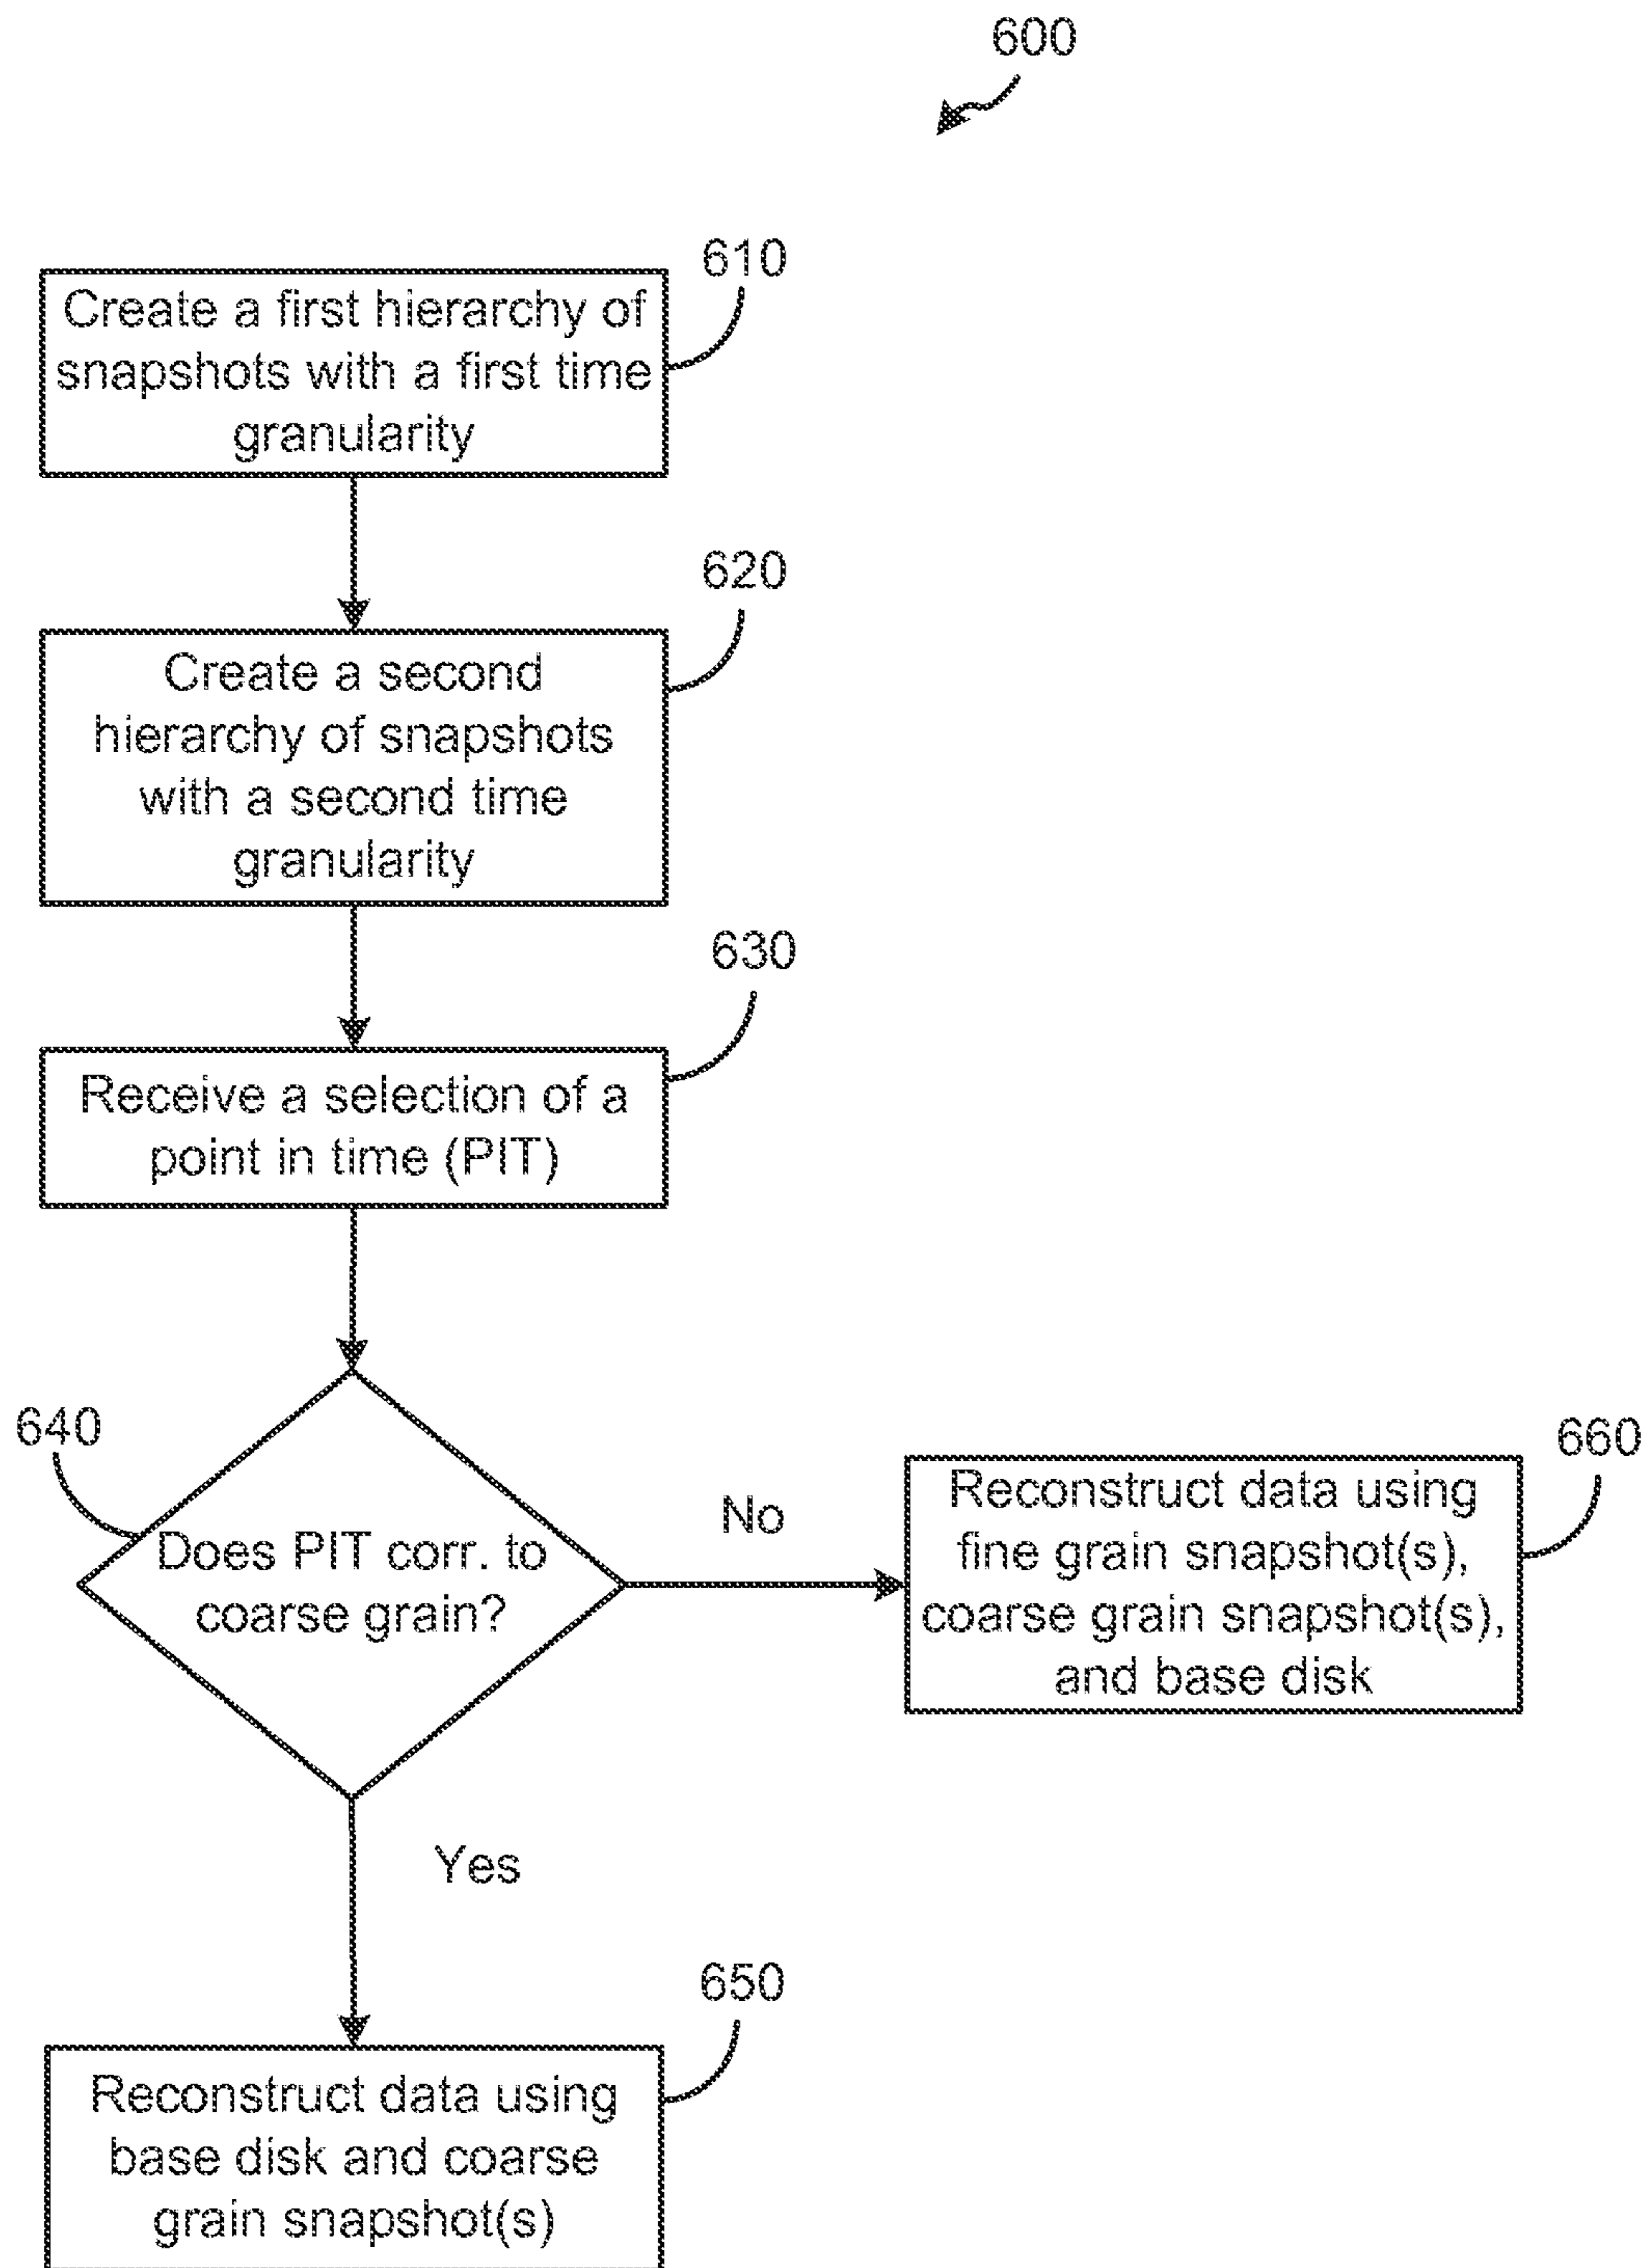 600
610
Create a first hierarchy of
snapshots with a first time
granularity
620
Create a second
hierarchy of snapshots
with a second time
granularity
630
Receive a selection of a
point in time (PIT)
640
Does PIT corr. to
coarse grain?
No
660
Reconstruct data using
fine grain snapshot(s),
coarse grain snapshot(s),
and base disk
Yes
650
Reconstruct data using
base disk and coarse
grain snapshot(s)